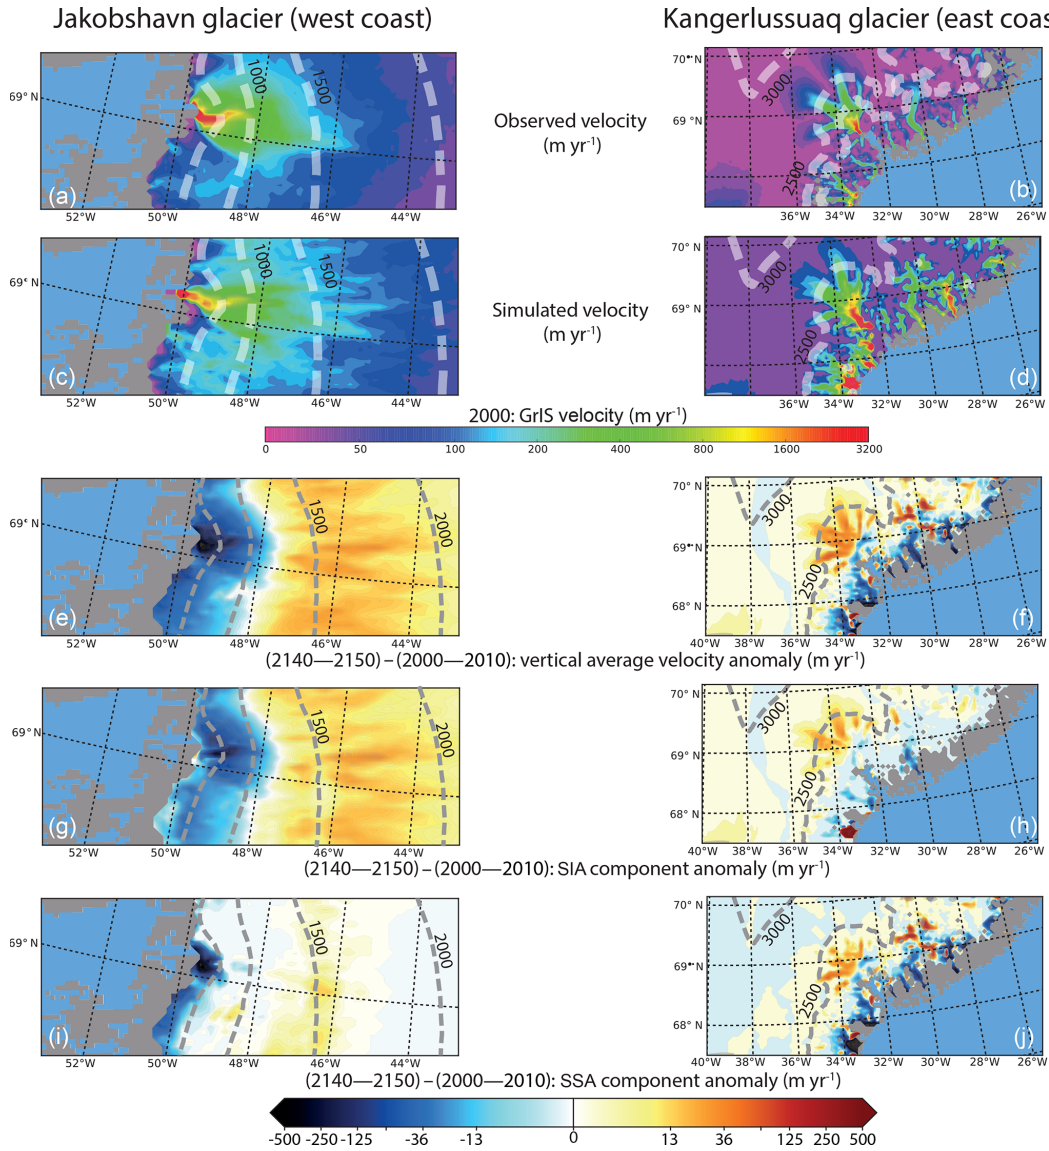 Jakobshavn glacier (west coast)
Kangerlussuaq glacier (east coas
69° N
1000
1500
(a)
52°W 50°W 48°W 46°W 44°W
Observed velocity
(m yr-1)
70° N
69 °N
3000
2500
(b)
36°W 34°W 32°W 30°W 28°W 26°W
69° N
1000
1500
(c)
52°W 50°W 48°W 46°W 44°W
Simulated velocity
(m yr-1)
70° N
69° N
3000
2500
(d)
36°W 34°W 32°W 30°W 28°W 26°W
2000: GrIS velocity (m yr-1)
0 50 100 200 400 800 1600 3200
69° N
1500
2000
(e)
52°W 50°W 48°W 46°W 44°W
70° N
69° N
68° N
3000
2500
(f)
40°W 38°W 36°W 34°W 32°W 30°W 28°W 26°W
(2140—2150) – (2000—2010): vertical average velocity anomaly (m yr-1)
69° N
1500
2000
(g)
52°W 50°W 48°W 46°W 44°W
70° N
69° N
68° N
3000
2500
(h)
40°W 38°W 36°W 34°W 32°W 30°W 28°W 26°W
(2140—2150) – (2000—2010): SIA component anomaly (m yr-1)
69° N
1500
2000
(i)
52°W 50°W 48°W 46°W 44°W
70° N
69° N
68° N
3000
2500
(j)
40°W 38°W 36°W 34°W 32°W 30°W 28°W 26°W
(2140—2150) – (2000—2010): SSA component anomaly (m yr-1)
-500 -250 -125 -36 -13 0 13 36 125 250 500